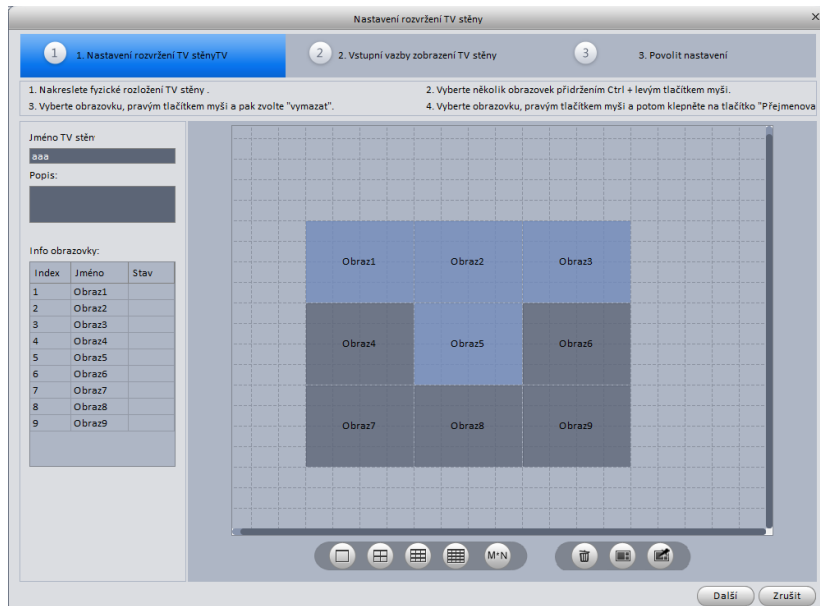 Nastavení rozvržení TV stěny
1 1. Nastavení rozvržení TV stěnyTV 2 2. Vstupní vazby zobrazení TV stěny 3 3. Povolit nastavení
1. Nakreslete fyzické rozložení TV stěny . 2. Vyberte několik obrazovek přidržením Ctrl + levým tlačítkem myši.
3. Vyberte obrazovku, pravým tlačítkem myši a pak zvolte "vymazat". 4. Vyberte obrazovku, pravým tlačítkem myši a potom klepněte na tlačítko "Přejmenova
Jméno TV stěn
aaa
Popis:
Info obrazovky:
Index Jméno Stav
1 Obraz1
2 Obraz2
3 Obraz3
4 Obraz4
5 Obraz5
6 Obraz6
7 Obraz7
8 Obraz8
9 Obraz9
Obraz1 Obraz2 Obraz3
Obraz4 Obraz5 Obraz6
Obraz7 Obraz8 Obraz9
M*N
Další Zrušit